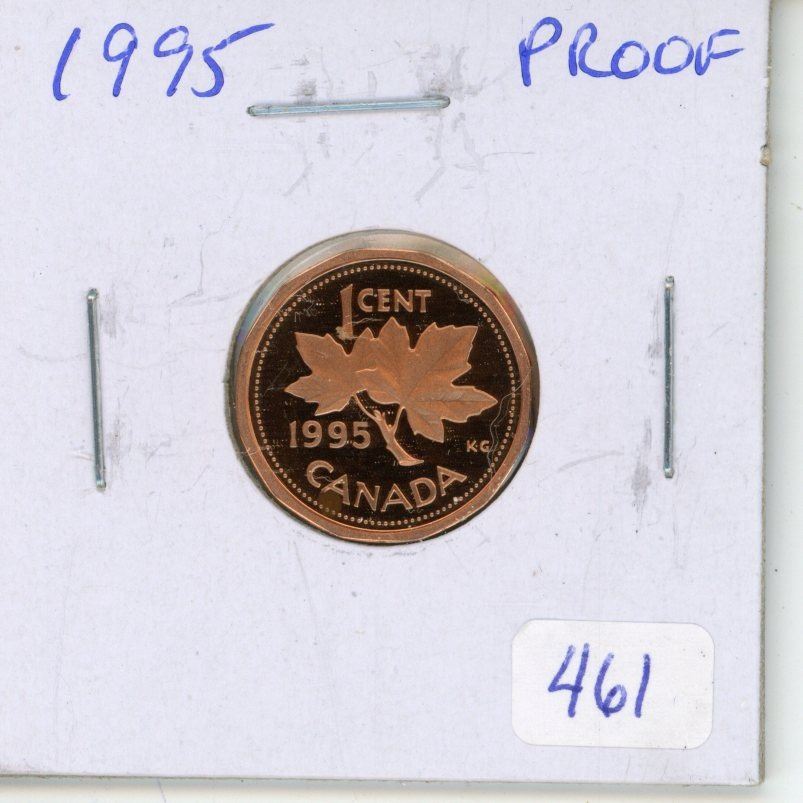 1995 PROOF
1 CENT
1995 KG
CANADA
461